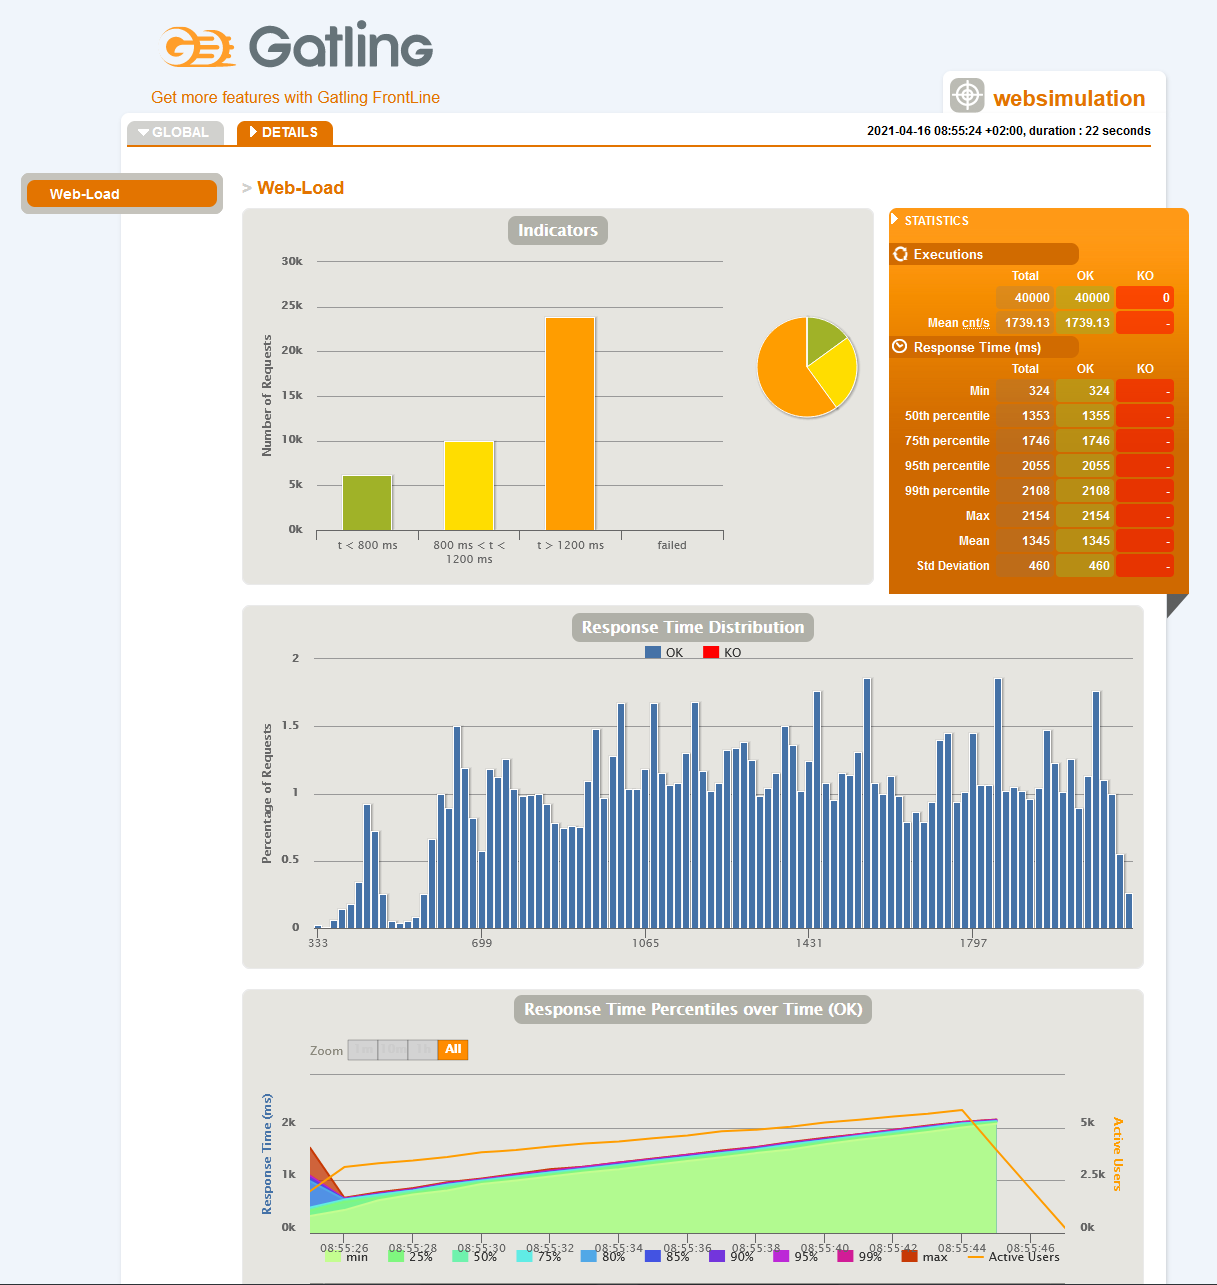 Gatling
Get more features with Gatling FrontLine
websimulation
GLOBAL
DETAILS
2021-04-16 08:55:24 +02:00, duration : 22 seconds
Web-Load
> Web-Load
Indicators
30k
25k
20k
15k
10k
5k
0k
Number of Requests
t < 800 ms
800 ms < t <
1200 ms
t > 1200 ms
failed
STATISTICS
Executions
Total OK KO
40000 40000 0
Mean cnt/s 1739.13 1739.13 -
Response Time (ms)
Total OK KO
Min 324 324 -
50th percentile 1353 1355 -
75th percentile 1746 1746 -
95th percentile 2055 2055 -
99th percentile 2108 2108 -
Max 2154 2154 -
Mean 1345 1345 -
Std Deviation 460 460 -
Response Time Distribution
OK KO
2
1.5
1
0.5
0
Percentage of Requests
333 699 1065 1431 1797
Response Time Percentiles over Time (OK)
Zoom 1m 10m 1h All
Response Time (ms)
2k
1k
0k
5k
2.5k
0k
Active Users
08:55:26 08:55:28 08:55:30 08:55:32 08:55:34 08:55:36 08:55:38 08:55:40 08:55:42 08:55:44 08:55:46
min 25% 50% 75% 80% 85% 90% 95% 99% max Active Users